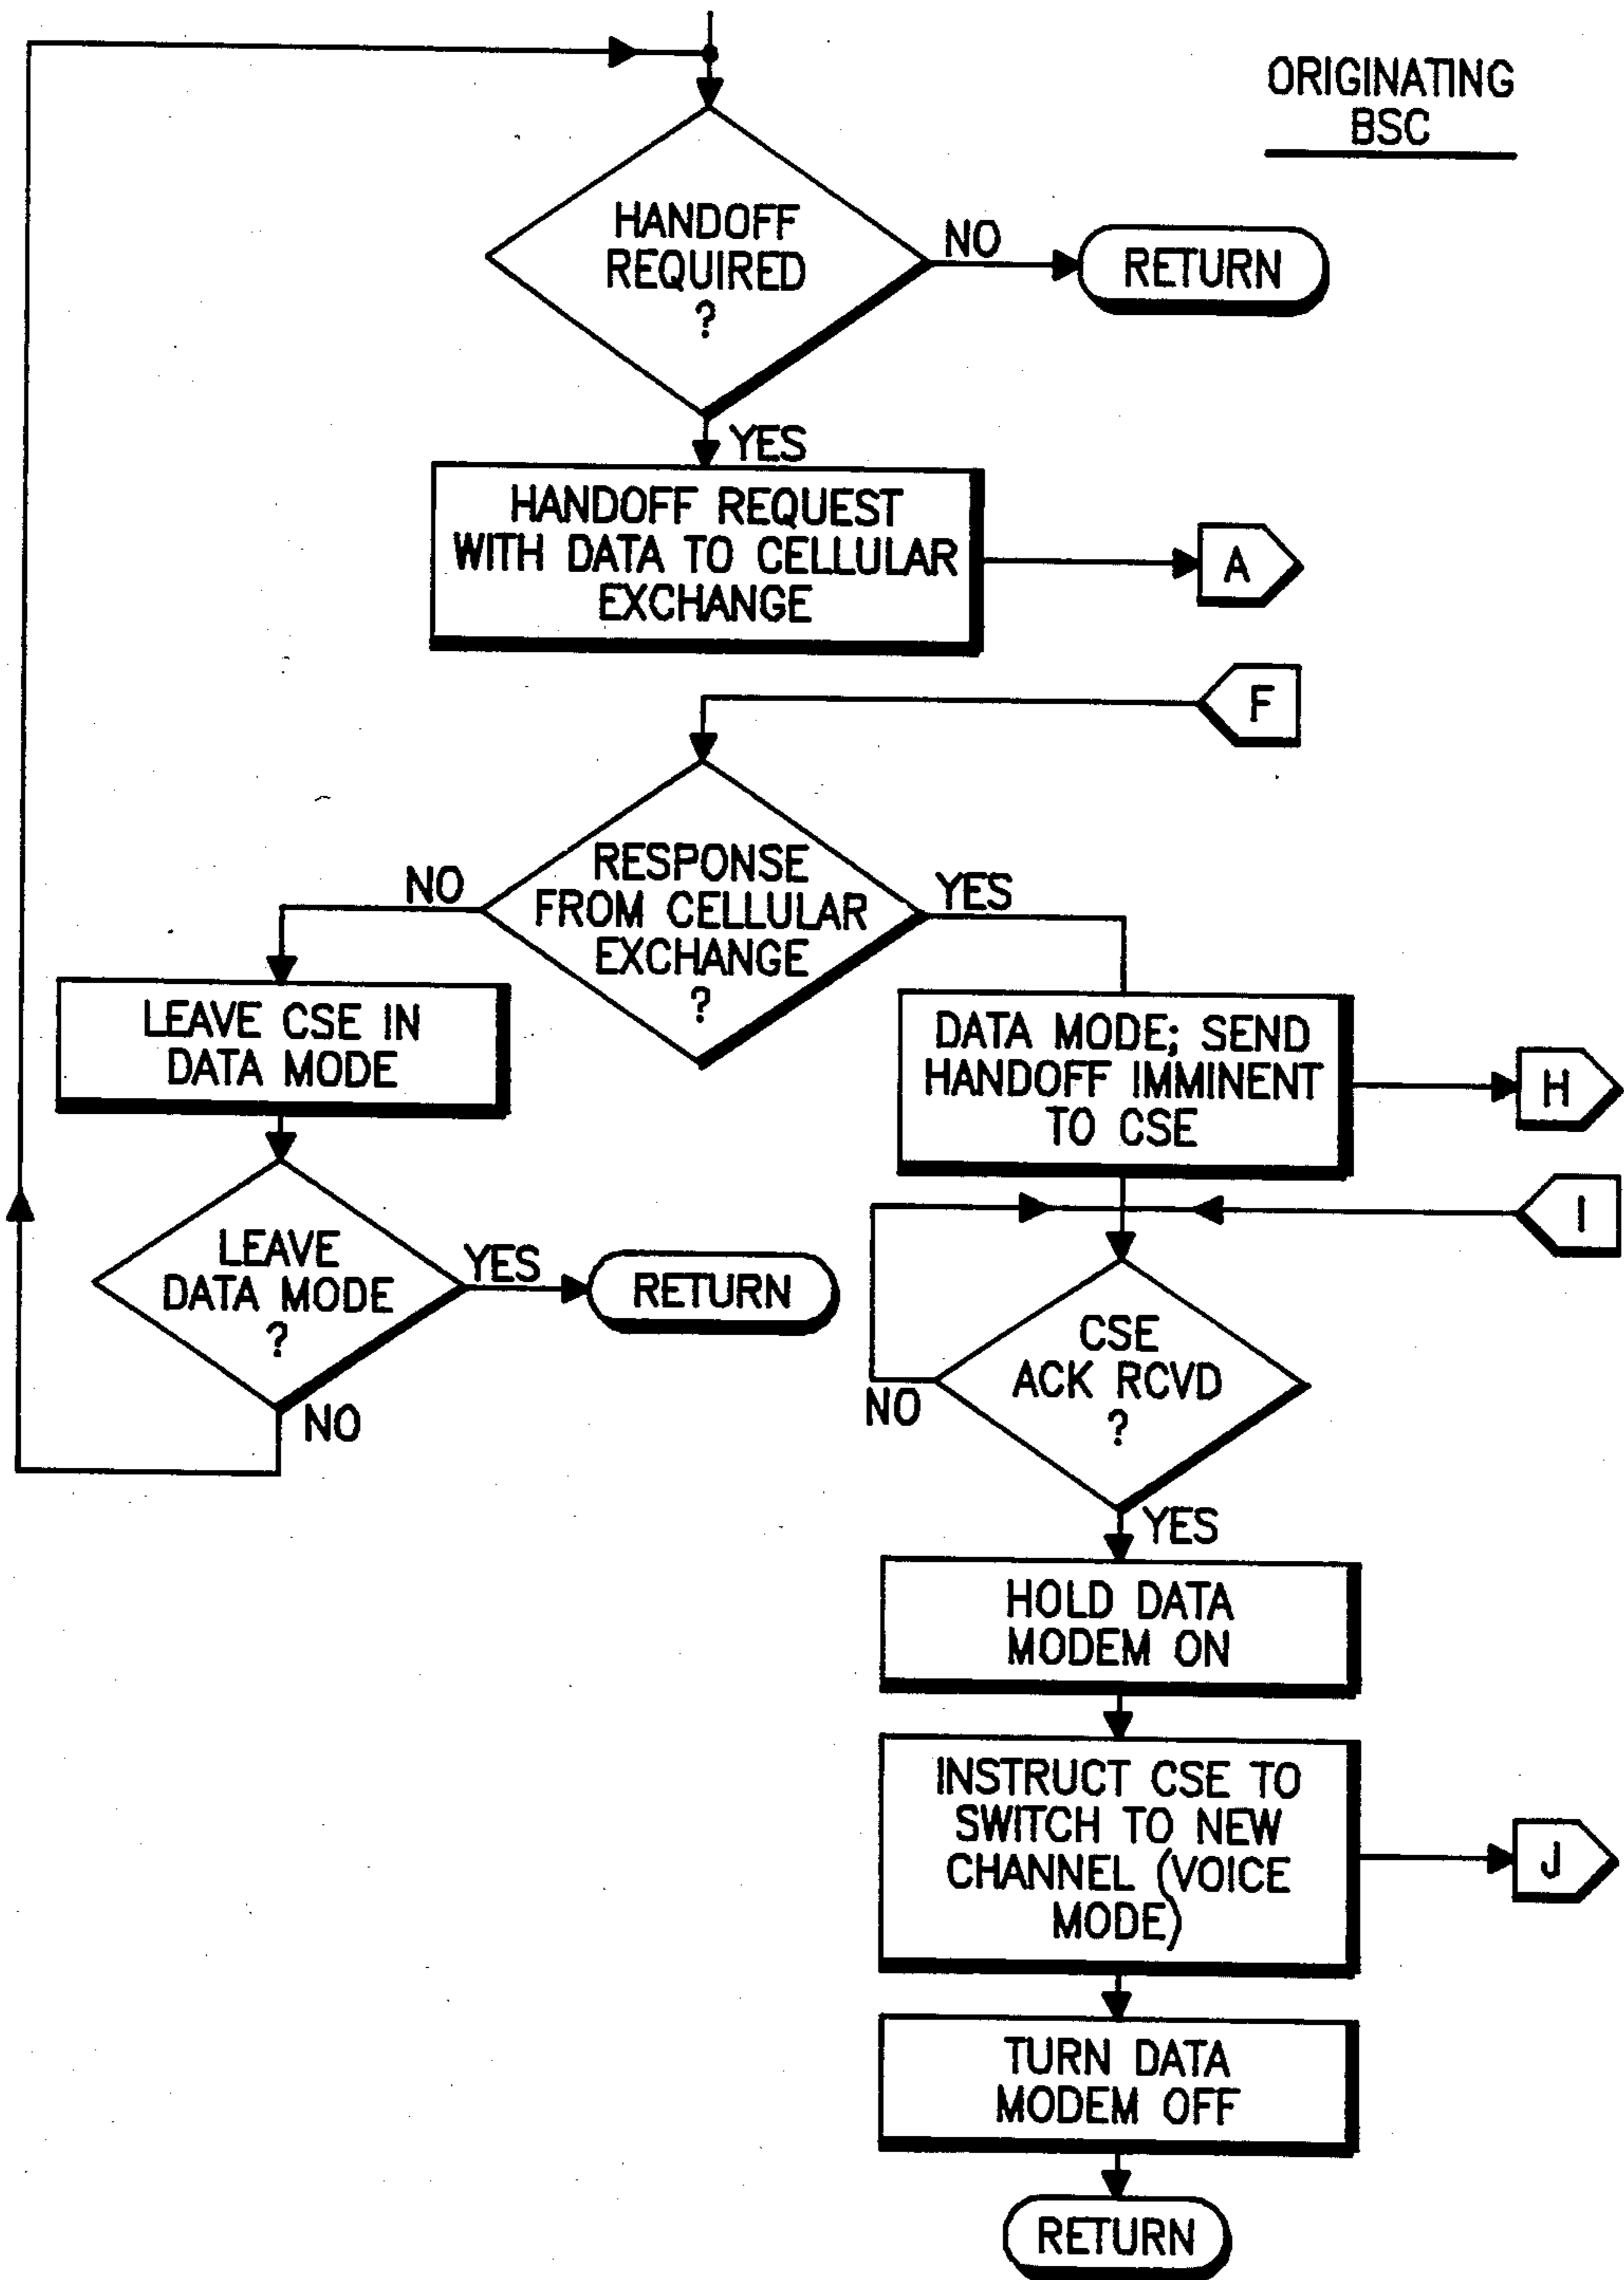 ORIGINATING
BSC
HANDOFF
REQUIRED
?
NO
RETURN
YES
HANDOFF REQUEST
WITH DATA TO CELLULAR
EXCHANGE
A
F
RESPONSE
FROM CELLULAR
EXCHANGE
?
NO
YES
LEAVE CSE IN
DATA MODE
DATA MODE; SEND
HANDOFF IMMINENT
TO CSE
H
I
LEAVE
DATA MODE
?
YES
RETURN
NO
CSE
ACK RCVD
?
NO
YES
HOLD DATA
MODEM ON
INSTRUCT CSE TO
SWITCH TO NEW
CHANNEL (VOICE
MODE)
J
TURN DATA
MODEM OFF
RETURN